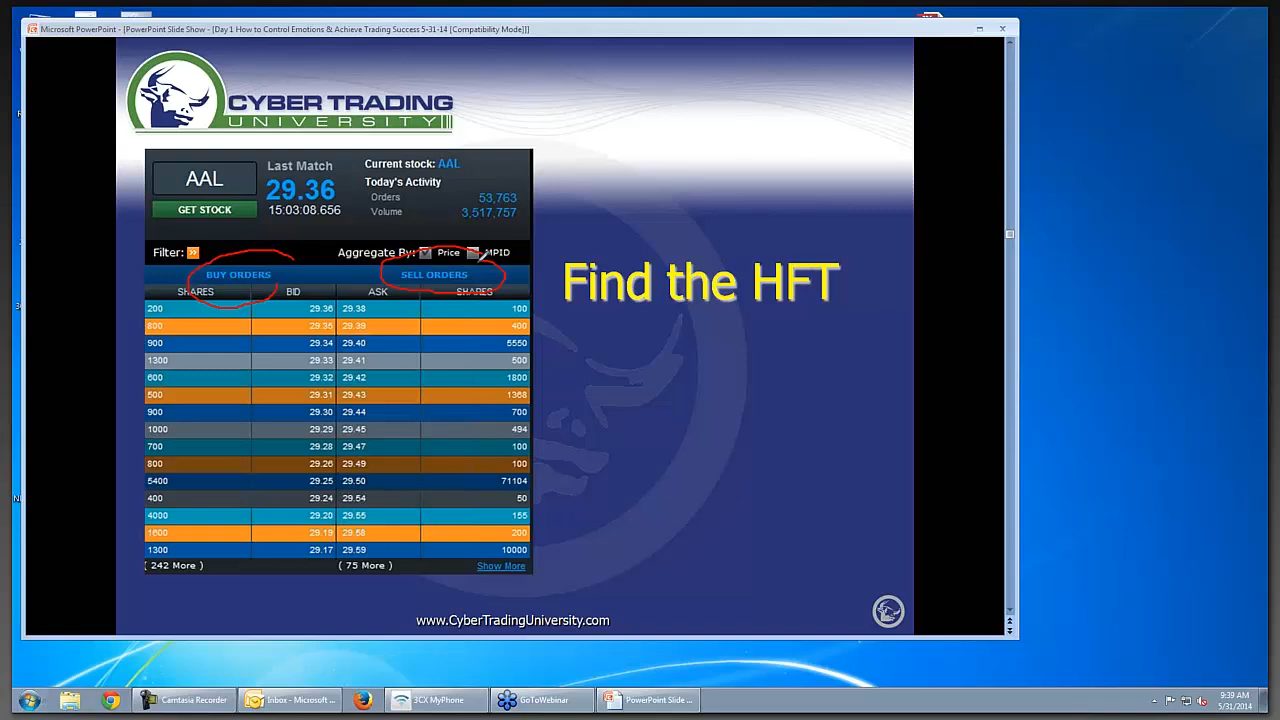 Microsoft PowerPoint - [PowerPoint Slide Show - [Day 1 How to Control Emotions & Achieve Trading Success 5-31-14 [Compatibility Mode]]]
CYBER TRADING
UNIVERSITY
AAL
GET STOCK
Last Match
29.36
15:03:08.656
Current stock: AAL
Today's Activity
Orders 53,763
Volume 3,517,757
Filter: Aggregate By: Price MPID
BUY ORDERS SELL ORDERS
SHARES BID ASK SHARES
200 29.36 29.38 100
800 29.35 29.39 400
900 29.34 29.40 5550
1300 29.33 29.41 500
600 29.32 29.42 1800
500 29.31 29.43 1368
900 29.30 29.44 700
1000 29.29 29.45 494
700 29.28 29.47 100
800 29.26 29.49 100
5400 29.25 29.50 71104
400 29.24 29.54 50
4000 29.20 29.55 155
1600 29.19 29.58 200
1300 29.17 29.59 10000
( 242 More ) ( 75 More ) Show More
Find the HFT
www.CyberTradingUniversity.com
Camtasia Recorder
Inbox - Microsoft ...
3CX MyPhone
GoToWebinar
PowerPoint Slide ...
9:39 AM
5/31/2014